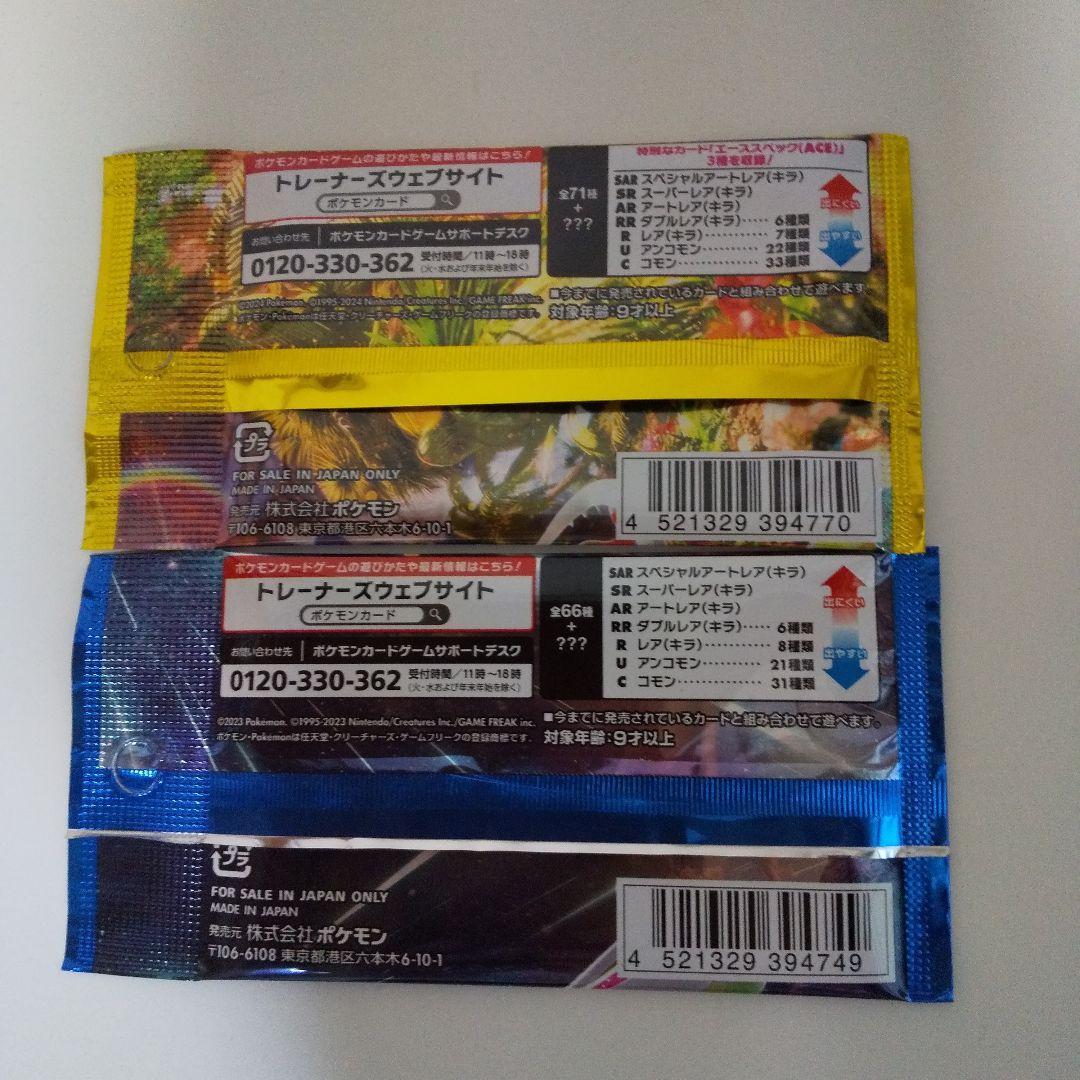 ポケモンカードゲームの遊びかたや最新情報はこちら!
トレーナーズウェブサイト
ポケモンカード
お問い合わせ先 ポケモンカードゲームサポートデスク
0120-330-362 受付時間/11時〜18時
(火・水および年末年始を除く)
©2024 Pokémon. ©1995-2024 Nintendo/Creatures Inc./GAME FREAK inc.
ポケモン・Pokémonは任天堂・クリーチャーズ・ゲームフリークの登録商標です。
特別なカード「エーススペック(ACE)」
3種を収録!
全71種
+
???
SAR スペシャルアートレア(キラ)
SR スーパーレア(キラ)
AR アートレア(キラ)
RR ダブルレア(キラ)····· 6種類
R レア(キラ)··········· 7種類
U アンコモン·········· 22種類
C コモン·············· 33種類
出にくい
出やすい
■今までに発売されているカードと組み合わせて遊べます。
対象年齢:9才以上
プラ
FOR SALE IN JAPAN ONLY
MADE IN JAPAN
発売元 株式会社ポケモン
〒106-6108 東京都港区六本木6-10-1
4 521329 394770
ポケモンカードゲームの遊びかたや最新情報はこちら!
トレーナーズウェブサイト
ポケモンカード
お問い合わせ先 ポケモンカードゲームサポートデスク
0120-330-362 受付時間/11時〜18時
(火・水および年末年始を除く)
©2023 Pokémon. ©1995-2023 Nintendo/Creatures Inc./GAME FREAK inc.
ポケモン・Pokémonは任天堂・クリーチャーズ・ゲームフリークの登録商標です。
全66種
+
???
SAR スペシャルアートレア(キラ)
SR スーパーレア(キラ)
AR アートレア(キラ)
RR ダブルレア(キラ)····· 6種類
R レア(キラ)··········· 8種類
U アンコモン·········· 21種類
C コモン·············· 31種類
出にくい
出やすい
■今までに発売されているカードと組み合わせて遊べます。
対象年齢:9才以上
プラ
FOR SALE IN JAPAN ONLY
MADE IN JAPAN
発売元 株式会社ポケモン
〒106-6108 東京都港区六本木6-10-1
4 521329 394749